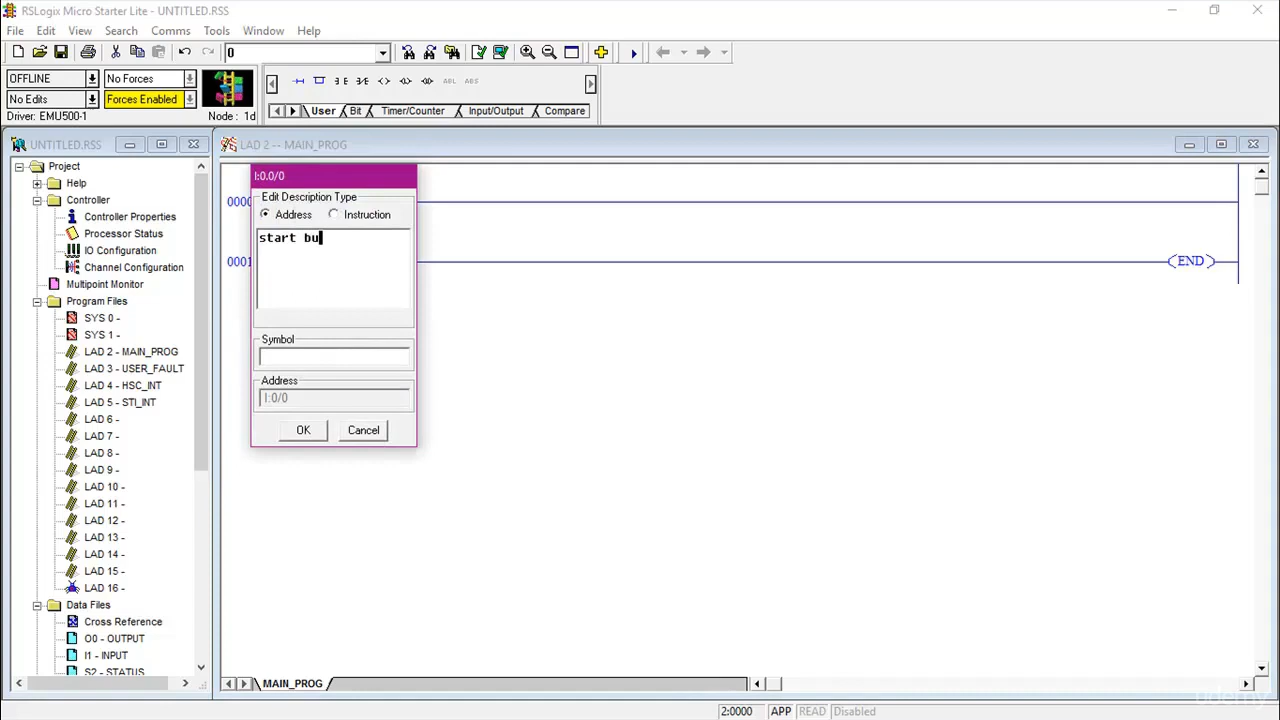 RSLogix Micro Starter Lite - UNTITLED.RSS
File Edit View Search Comms Tools Window Help
0
OFFLINE No Forces
No Edits Forces Enabled
Driver: EMU500-1 Node : 1d
User Bit Timer/Counter Input/Output Compare
UNTITLED.RSS
Project
Help
Controller
Controller Properties
Processor Status
IO Configuration
Channel Configuration
Multipoint Monitor
Program Files
SYS 0 -
SYS 1 -
LAD 2 - MAIN_PROG
LAD 3 - USER_FAULT
LAD 4 - HSC_INT
LAD 5 - STI_INT
LAD 6 -
LAD 7 -
LAD 8 -
LAD 9 -
LAD 10 -
LAD 11 -
LAD 12 -
LAD 13 -
LAD 14 -
LAD 15 -
LAD 16 -
Data Files
Cross Reference
O0 - OUTPUT
I1 - INPUT
S2 - STATUS
LAD 2 -- MAIN_PROG
0000
0001
END
I:0.0/0
Edit Description Type
Address Instruction
start bu
Symbol
Address
I:0/0
OK Cancel
MAIN_PROG
2:0000 APP READ Disabled
udemy